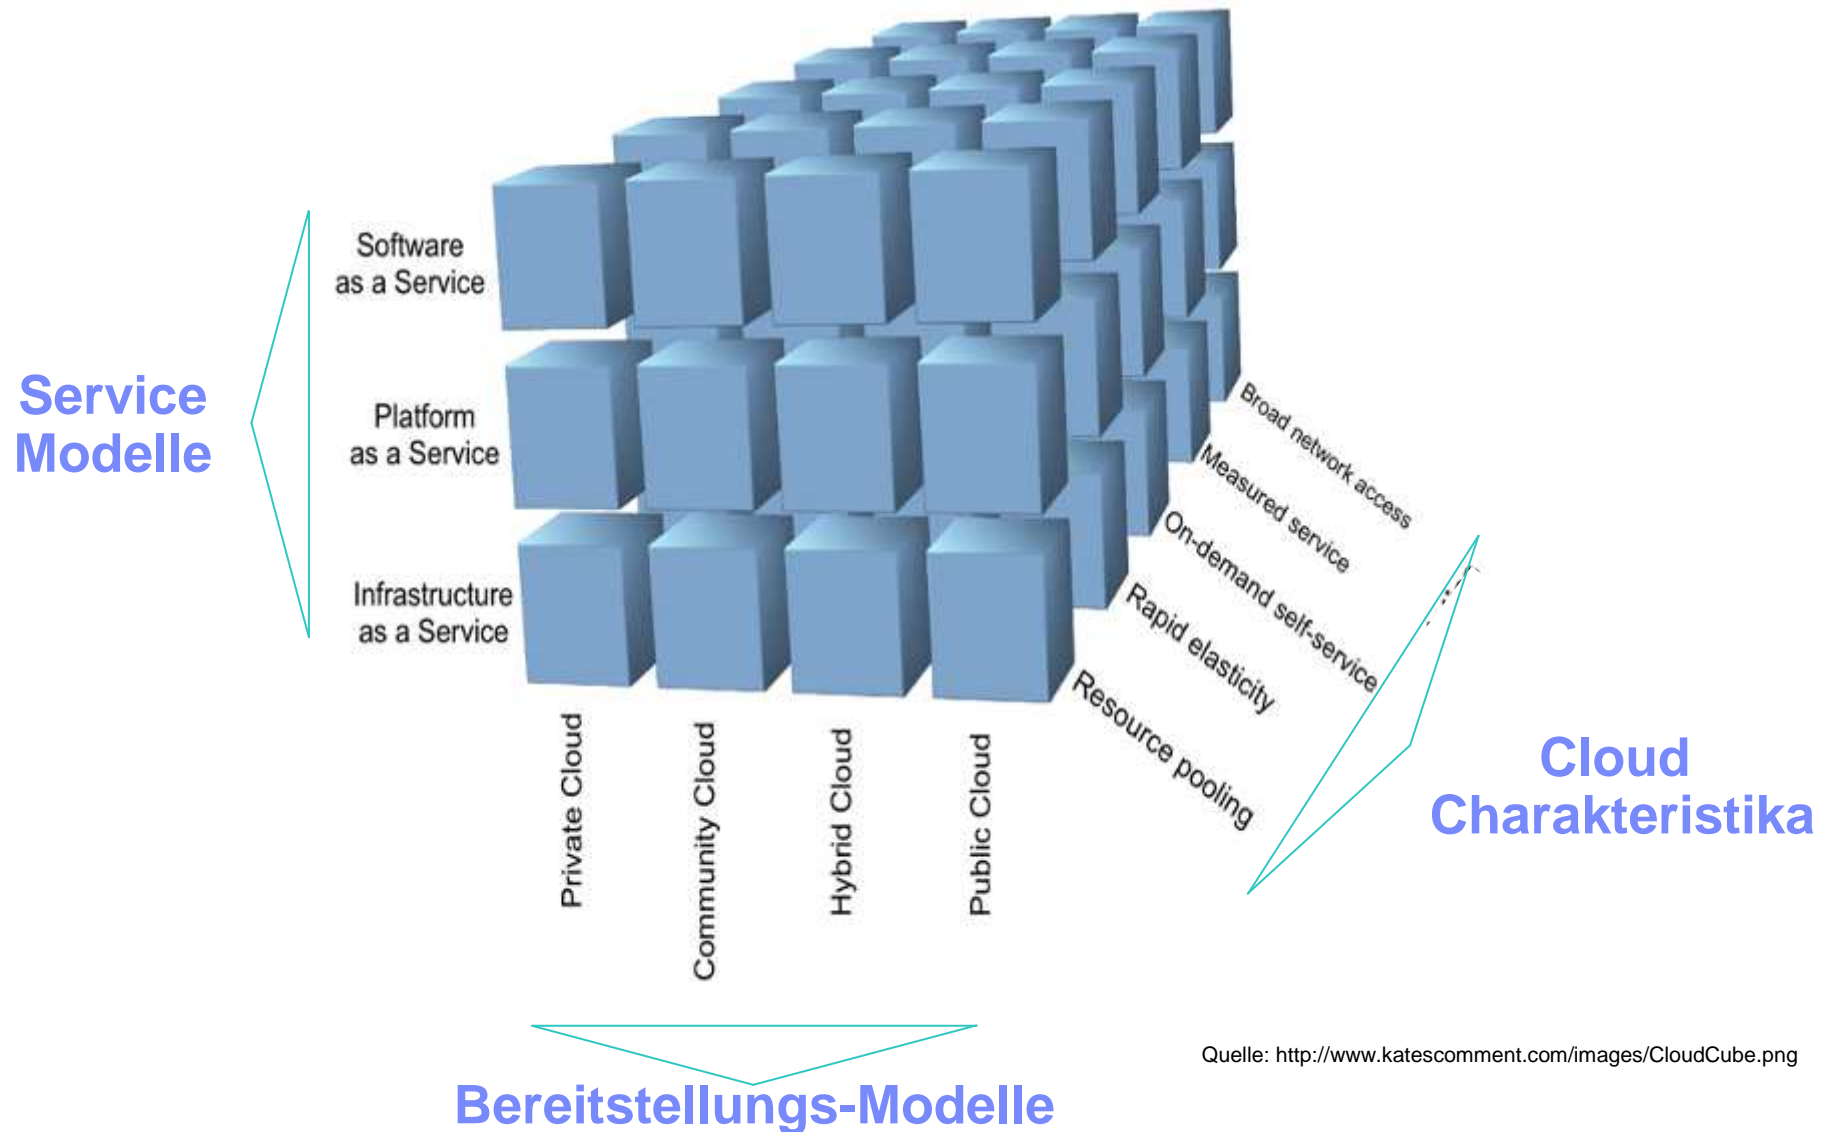 Software
as a Service
Service
Modelle
Platform
as a Service
Infrastructure
as a Service
Broad network access
Measured service
On-demand self-service
Rapid elasticity
Resource pooling
Cloud
Charakteristika
Private Cloud
Community Cloud
Hybrid Cloud
Public Cloud
Quelle: http://www.katescomment.com/images/CloudCube.png
Bereitstellungs-Modelle